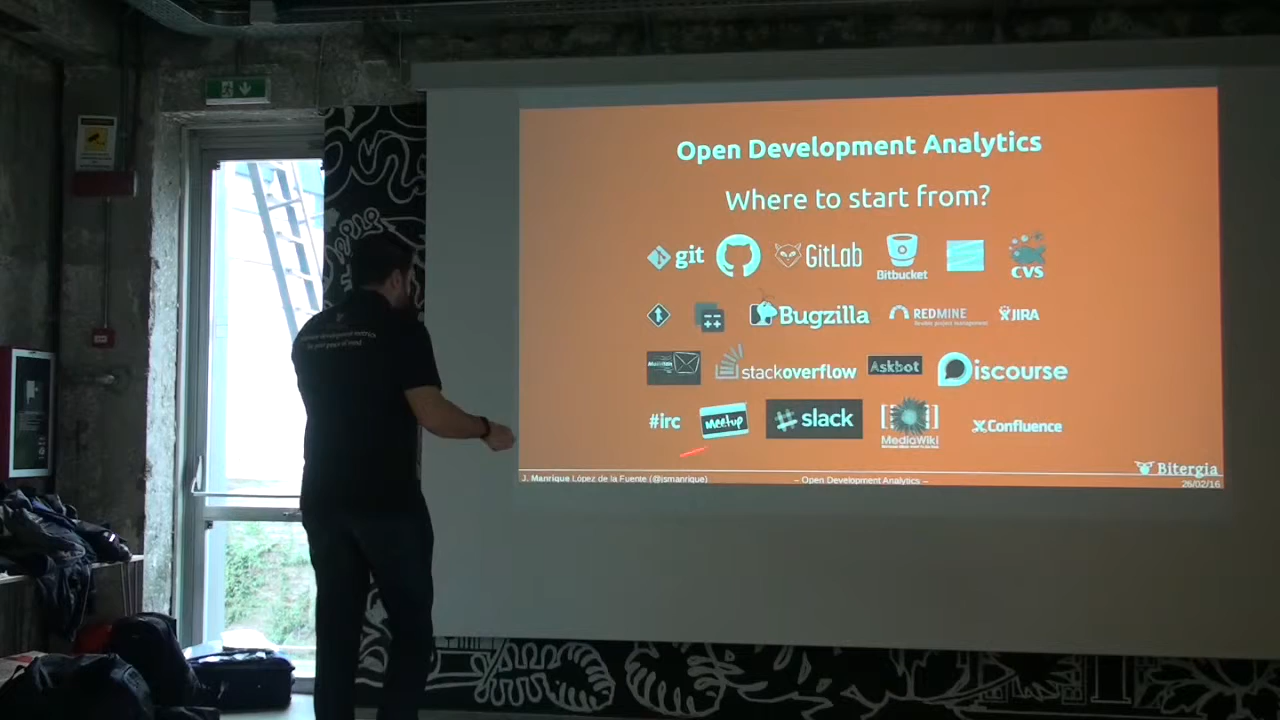 Open Development Analytics
Where to start from?
git GitLab Bitbucket CVS
Bugzilla REDMINE JIRA
stackoverflow Askbot Discourse
#irc Meetup slack MediaWiki Confluence
J. Manrique López de la Fuente (@jsmanrique) – Open Development Analytics – Bitergia
26/02/16